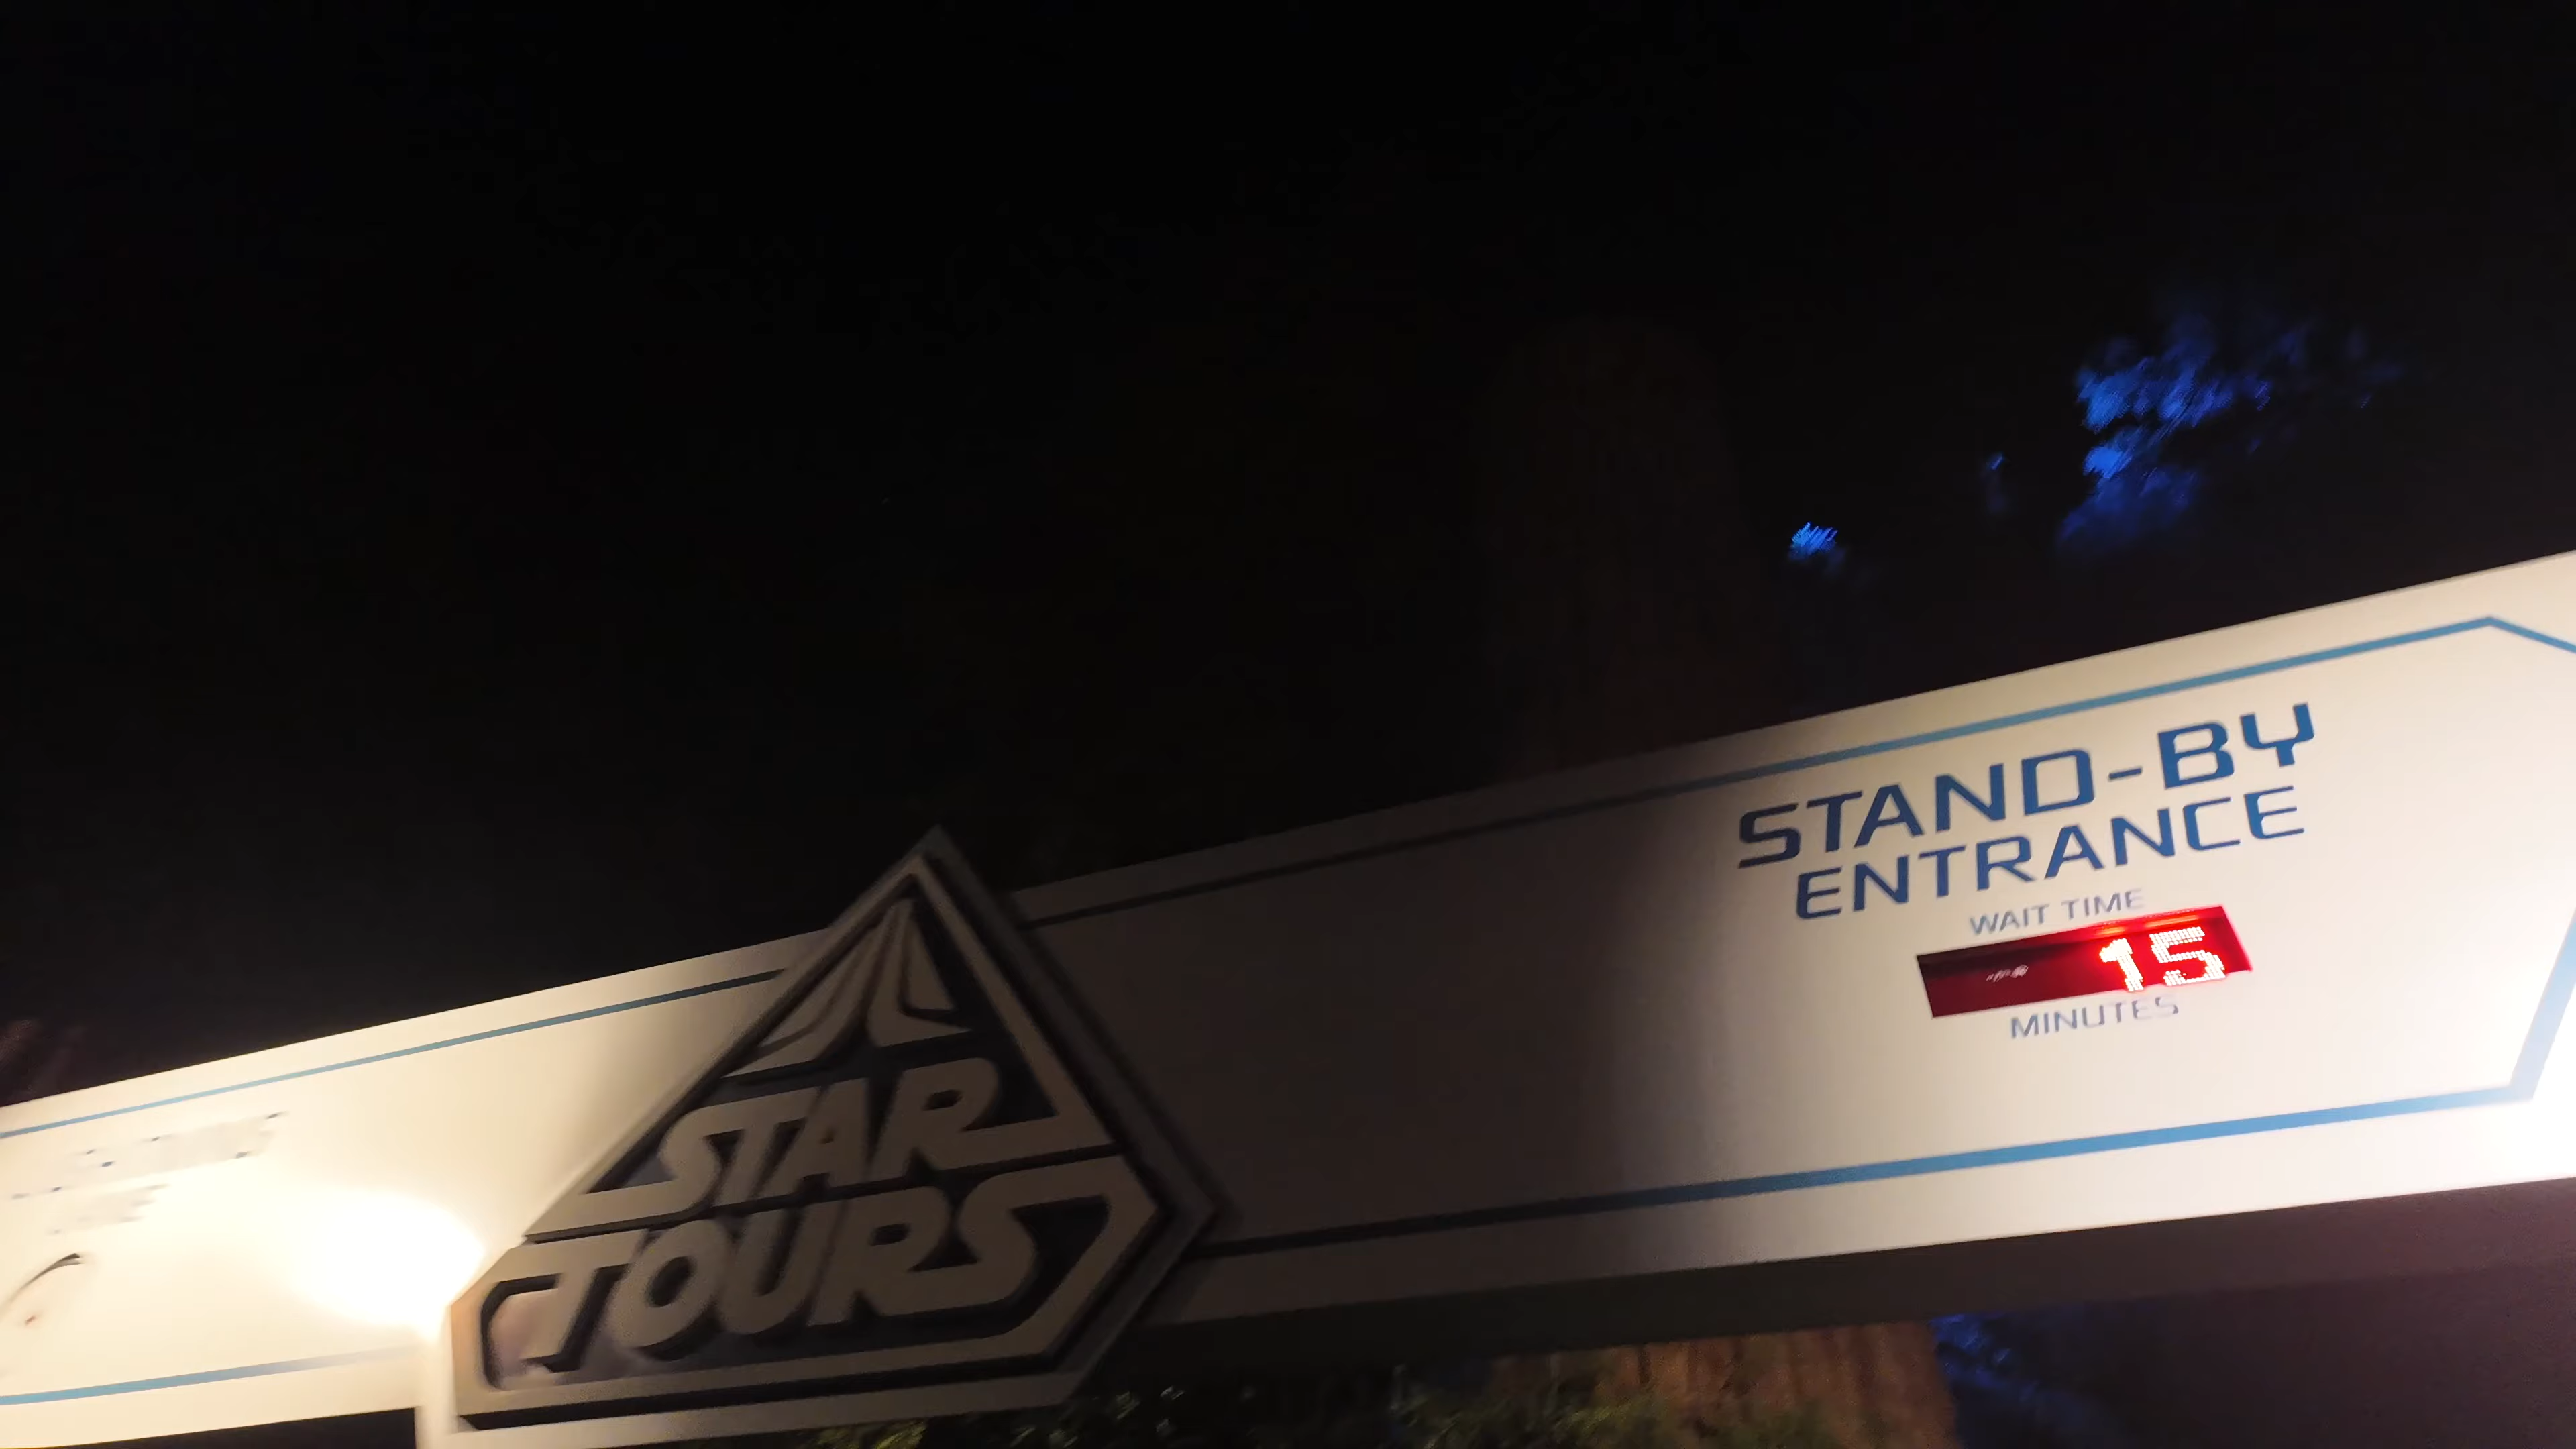 STAR
TOURS
STAND-BY
ENTRANCE
WAIT TIME
15
MINUTES